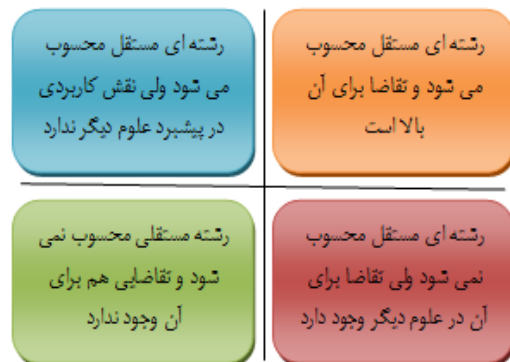 رشته ای مستقل محسوب
می شود و تقاضا برای آن
بالا است
رشته ای مستقل محسوب
می شود ولی نقش کاربردی
در پیشبرد علوم دیگر ندارد
رشته ای مستقل محسوب
نمی شود ولی تقاضا برای
آن در علوم دیگر وجود دارد
رشته مستقلی محسوب نمی
شود و تقاضایی هم برای
آن وجود ندارد